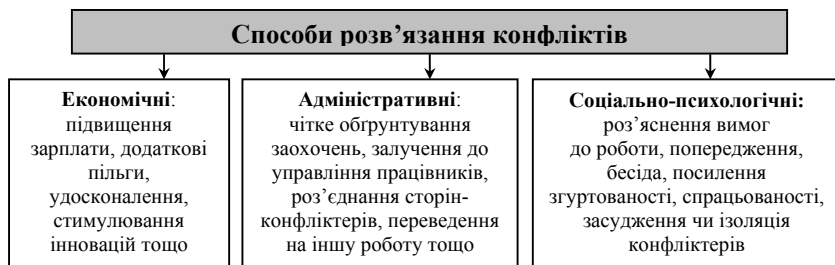 Способи розв’язання конфліктів
Економічні:
підвищення
зарплати, додаткові
пільги,
удосконалення,
стимулювання
інновацій тощо
Адміністративні:
чітке обґрунтування
заохочень, залучення до
управління працівників,
роз’єднання сторін-
конфліктерів, переведення
на іншу роботу тощо
Соціально-психологічні:
роз’яснення вимог
до роботи, попередження,
бесіда, посилення
згуртованості, спрацьованості,
засудження чи ізоляція
конфліктерів